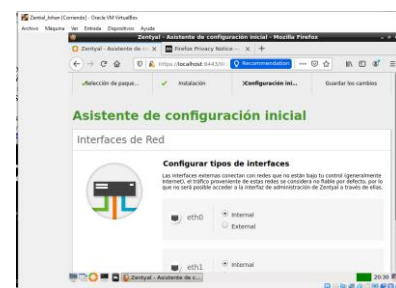 Zential_Johan [Corriendo] - Oracle VM VirtualBox
Archivo Máquina Ver Entrada Dispositivos Ayuda
Zentyal - Asistente de configuración inicial - Mozilla Firefox
Zentyal - Asistente de co
Firefox Privacy Notice
https://localhost:8443/
Recommendation
Selección de paque...
Instalación
Configuración ini...
Guardar los cambios
Asistente de configuración inicial
Interfaces de Red
Configurar tipos de interfaces
Las interfaces externas conectan con redes que no están bajo tu control (generalmente
Internet), el tráfico proveniente de estas redes se considera no fiable por defecto, por lo
que no será posible acceder a la interfaz de administración de Zentyal a través de ellas.
eth0
Internal
External
eth1
Internal
Zentyal - Asistente de c...
20:30